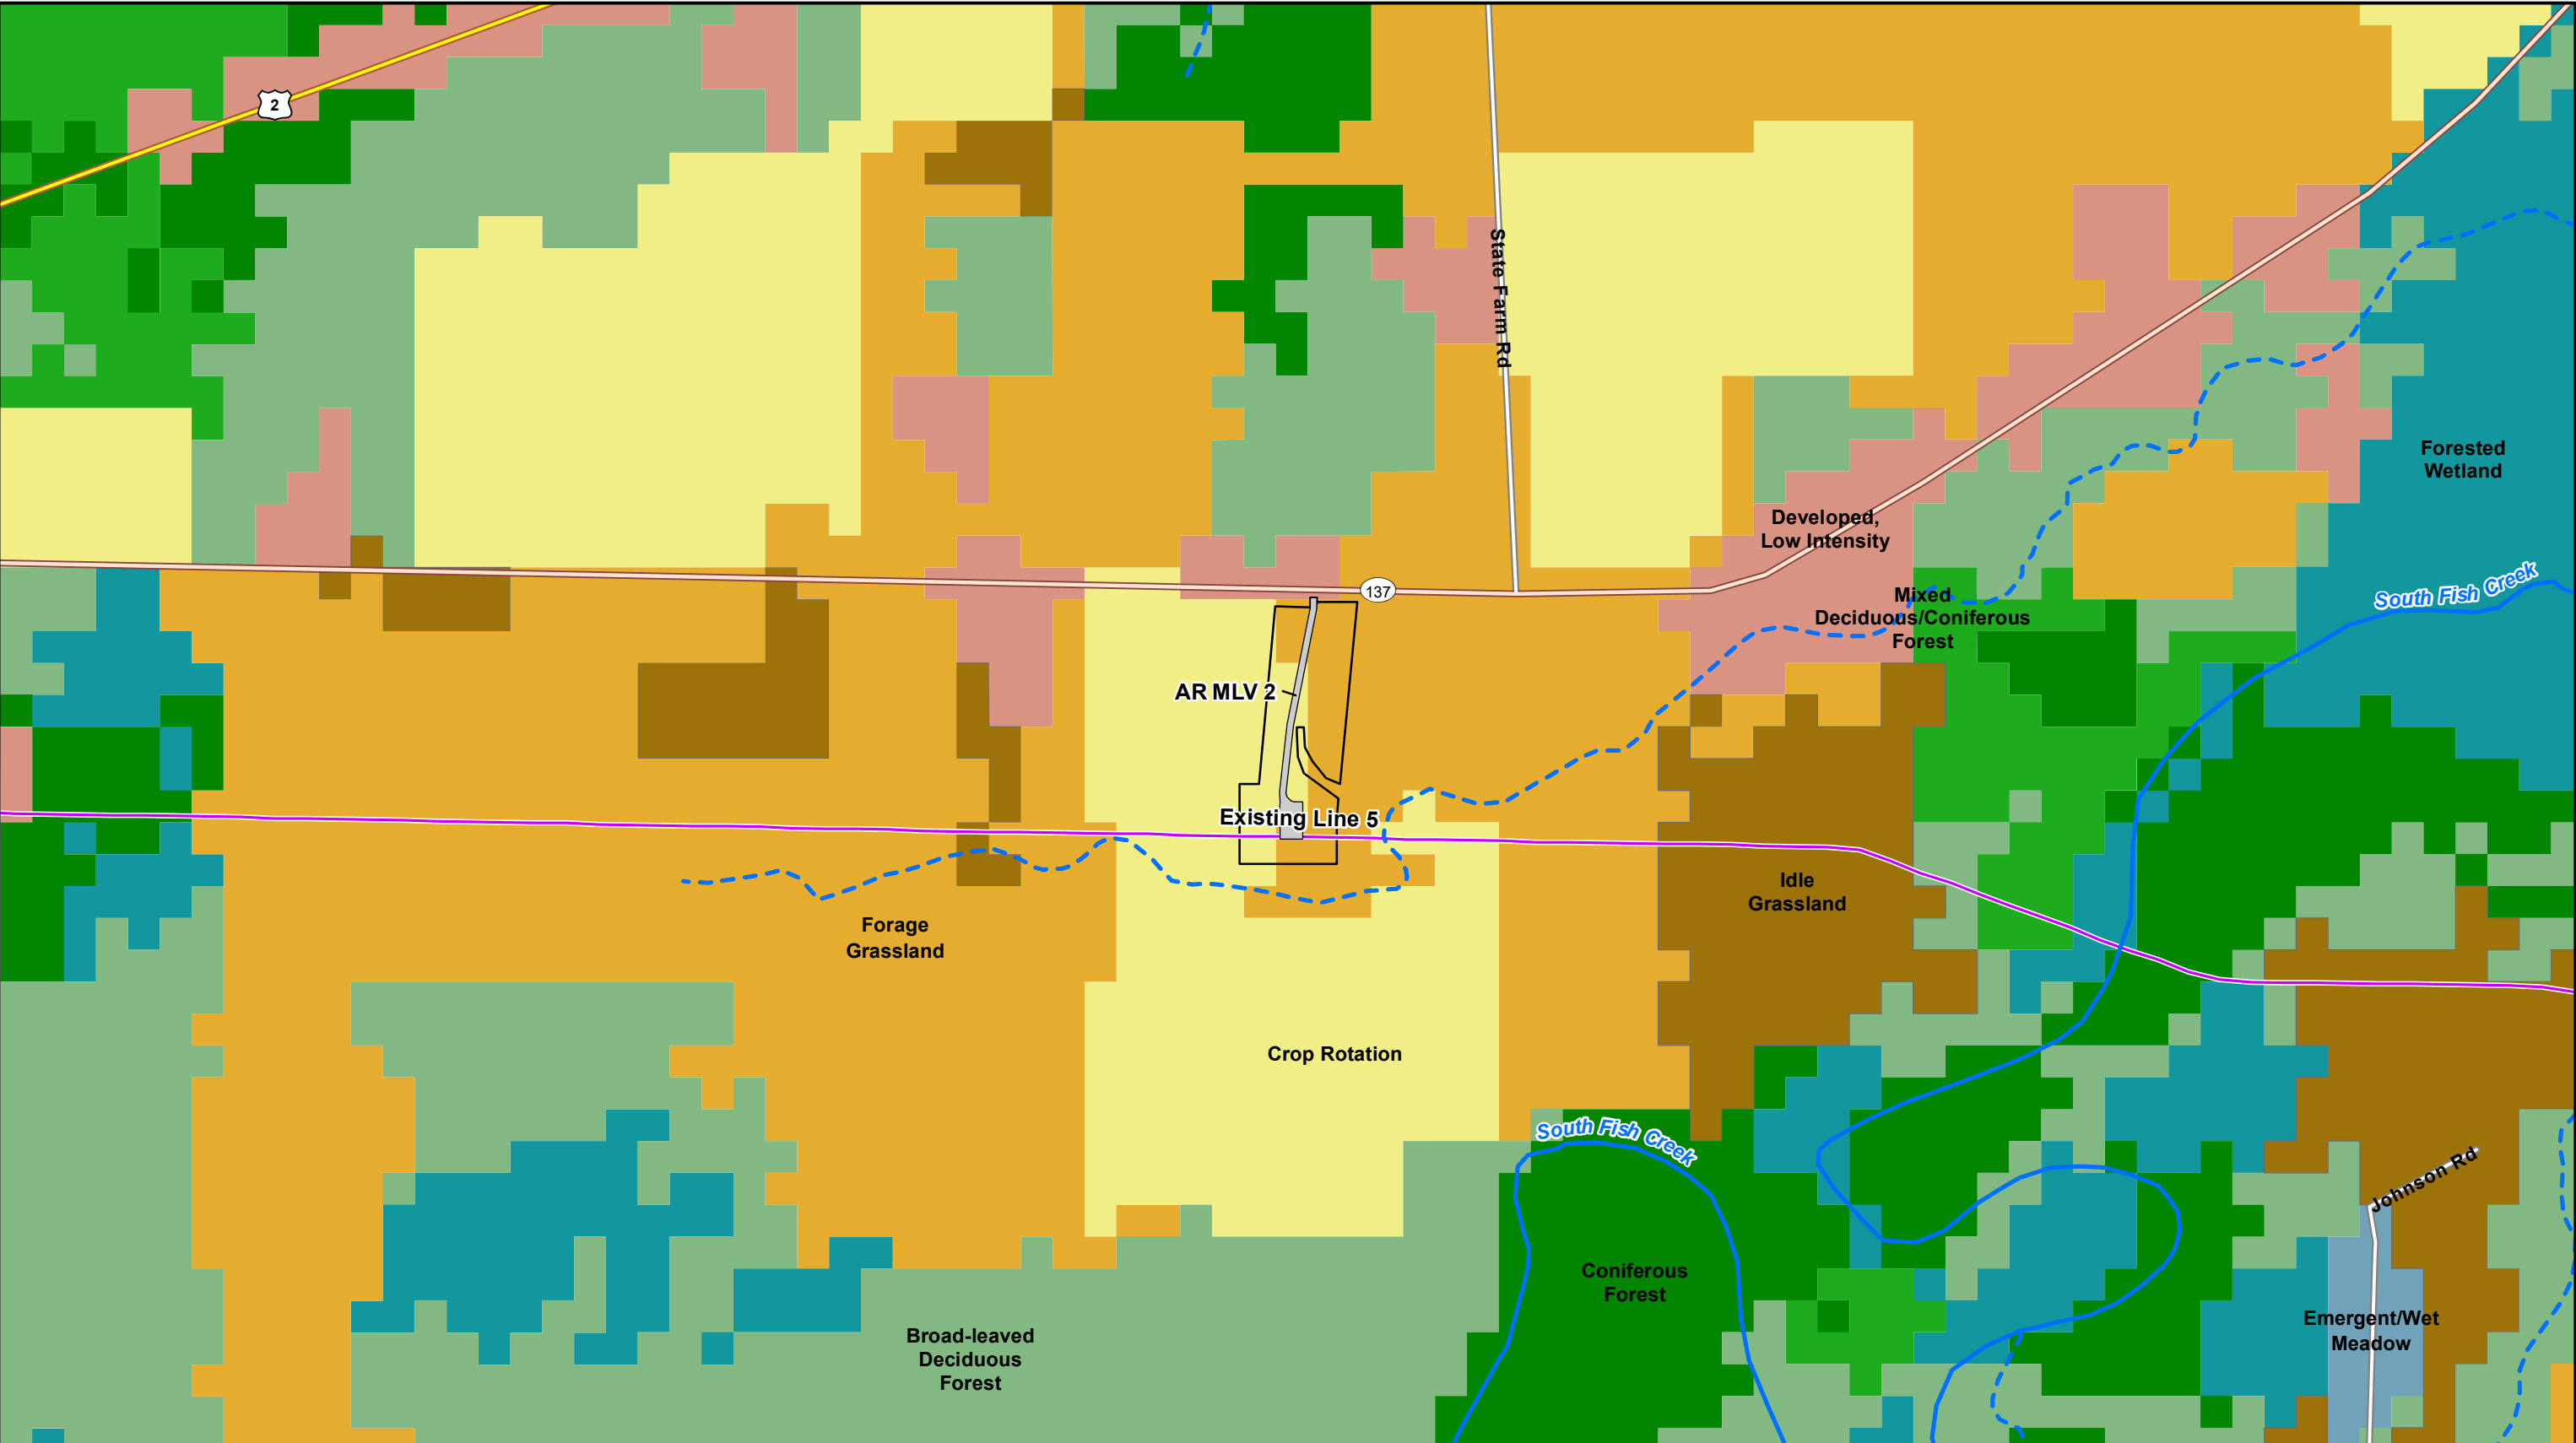 2
State Farm Rd
Forested
Wetland
Developed,
Low Intensity
South Fish Creek
137
Mixed
Deciduous/Coniferous
Forest
AR MLV 2
Existing Line 5
Idle
Grassland
Forage
Grassland
Crop Rotation
South Fish Creek
Johnson Rd
Coniferous
Forest
Emergent/Wet
Meadow
Broad-leaved
Deciduous
Forest